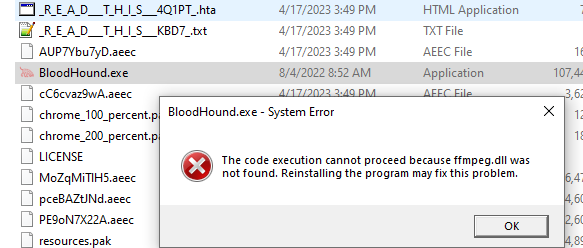 _R_E_A_D___T_H_I_S___4Q1PT_.hta 4/17/2023 3:49 PM HTML Application
_R_E_A_D___T_H_I_S___KBD7_.txt 4/17/2023 3:49 PM TXT File
AUP7Ybu7yD.aeec 4/17/2023 3:49 PM AEEC File
BloodHound.exe 8/4/2022 8:52 AM Application 107,4
cC6cvaz9wA.aeec 4/17/2023 3:49 PM AEEC File 3,6
chrome_100_percent.pa
chrome_200_percent.pa
LICENSE
MoZqMiTlH5.aeec
pceBAZtJNd.aeec
PE9oN7X22A.aeec
resources.pak
BloodHound.exe - System Error
The code execution cannot proceed because ffmpeg.dll was
not found. Reinstalling the program may fix this problem.
OK